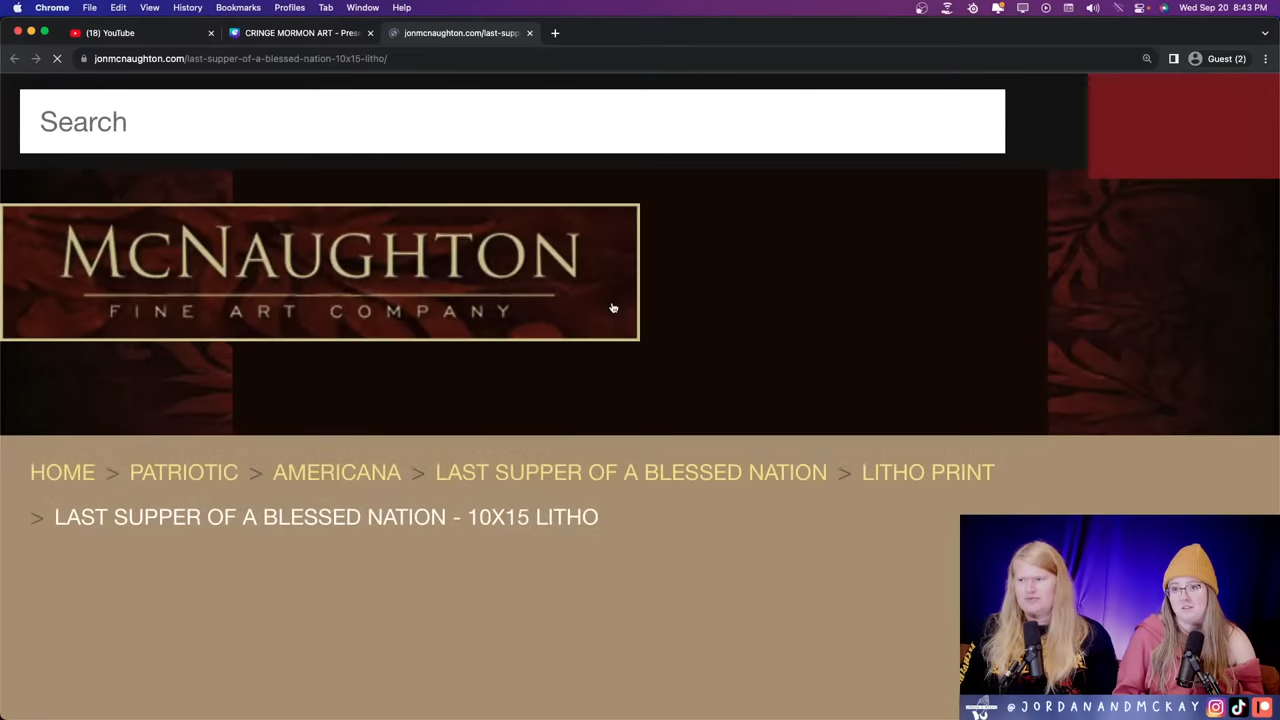 Chrome File Edit View History Bookmarks Profiles Tab Window Help Wed Sep 20 8:43 PM
(18) YouTube CRINGE MORMON ART - Pres jonmcnaughton.com/last-supp
jonmcnaughton.com/last-supper-of-a-blessed-nation-10x15-litho/ Guest (2)
Search
MCNAUGHTON
FINE ART COMPANY
HOME > PATRIOTIC > AMERICANA > LAST SUPPER OF A BLESSED NATION > LITHO PRINT
> LAST SUPPER OF A BLESSED NATION - 10X15 LITHO
@JORDANANDMCKAY